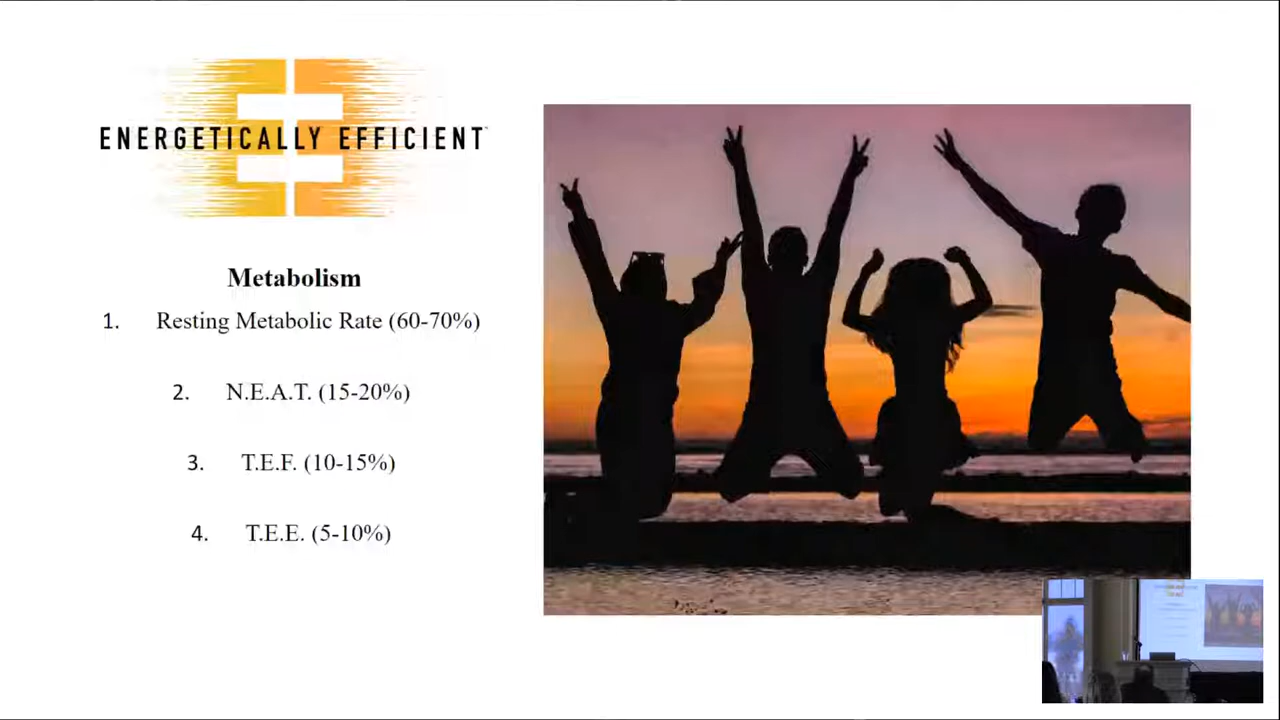 ENERGETICALLY EFFICIENT
Metabolism
1. Resting Metabolic Rate (60-70%)
2. N.E.A.T. (15-20%)
3. T.E.F. (10-15%)
4. T.E.E. (5-10%)